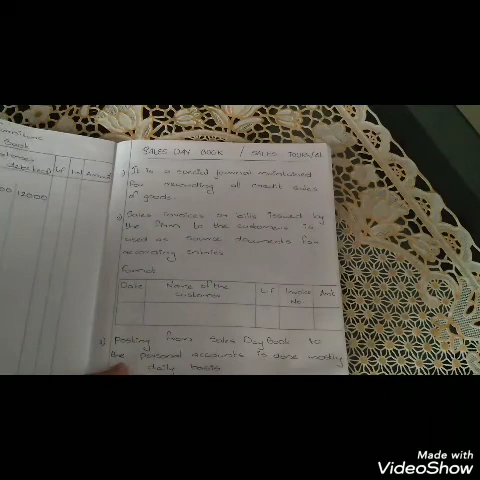 SALES DAY BOOK / SALES JOURNAL
1) It is a special journal maintained
for recording all credit sales
of goods.
2) Sales invoices or bills issued by
the firm to the customers is
used as source documents for
recording entries
Format
Date Name of the customer L.F Invoice No. Amt
3) Posting from Sales Day Book to
the personal accounts is done
daily basis
00 12000
Made with
VideoShow